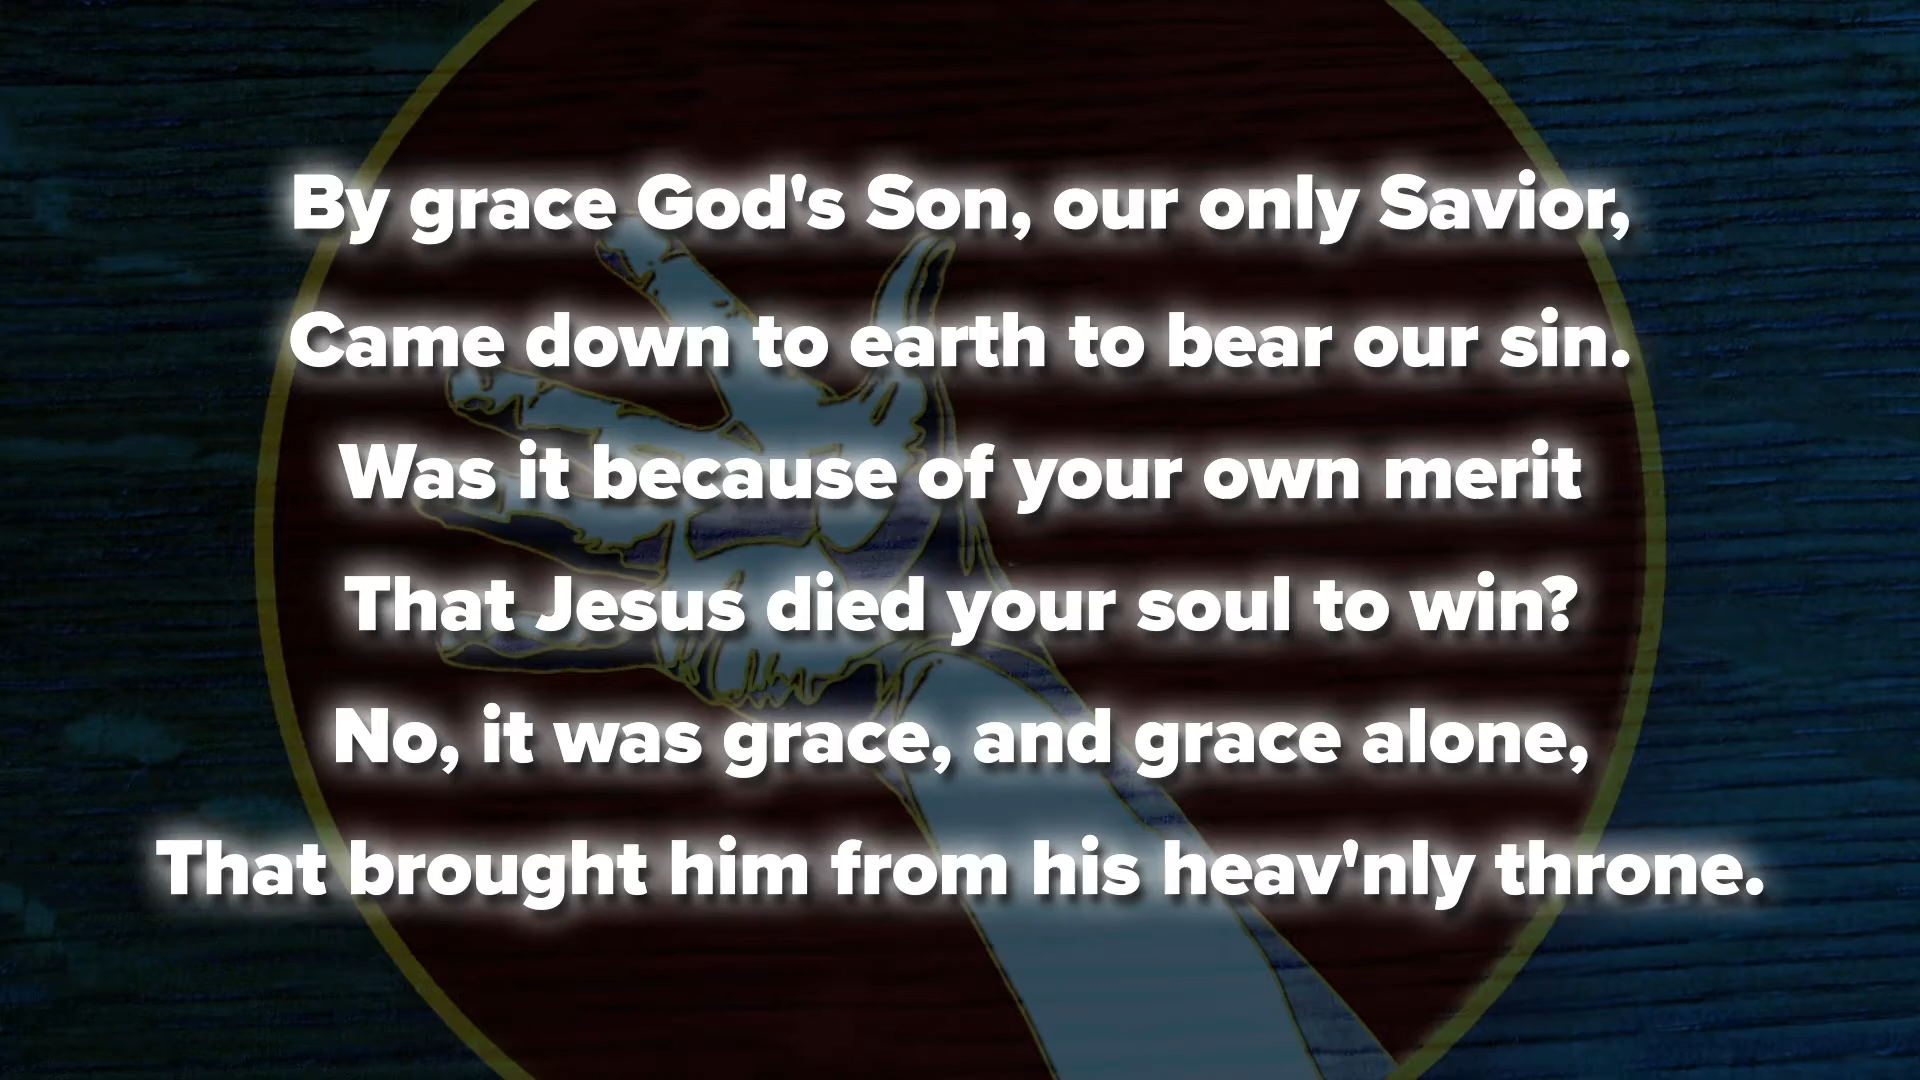 By grace God's Son, our only Savior,
Came down to earth to bear our sin.
Was it because of your own merit
That Jesus died your soul to win?
No, it was grace, and grace alone,
That brought him from his heav'nly throne.